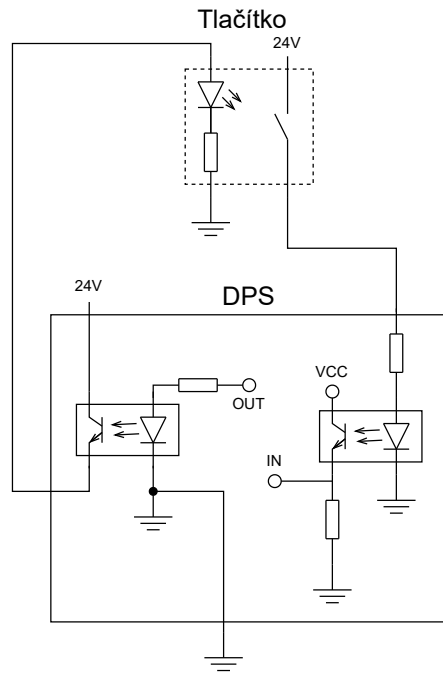 Tlačítko
24V
24V
DPS
VCC
OUT
IN